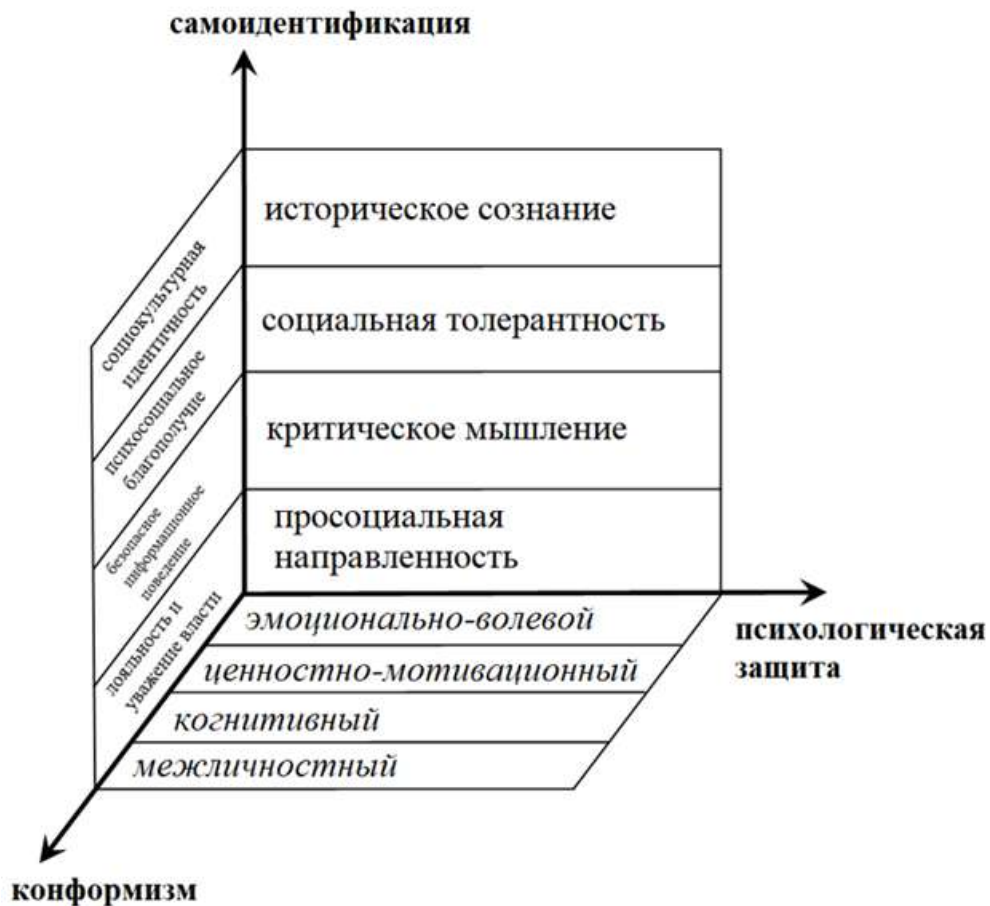 самоидентификация
историческое сознание
социальная толерантность
критическое мышление
просоциальная
направленность
социокультурная
идентичность
психосоциальное
благополучие
безопасное
информационное
поведение
лояльность и
уважение власти
эмоционально-волевой
ценностно-мотивационный
когнитивный
межличностный
психологическая
защита
конформизм